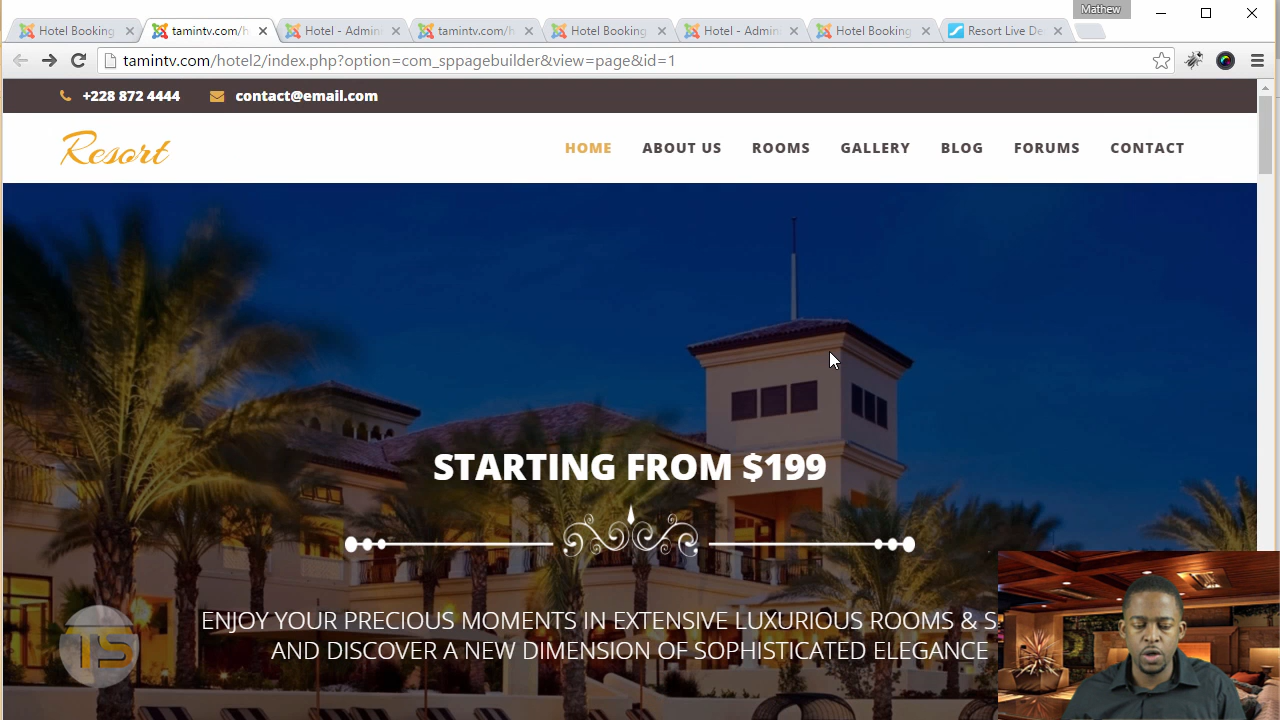 Mathew
Hotel Booking
tamintv.com/h
Hotel - Admin
tamintv.com/h
Hotel Booking
Hotel - Admin
Hotel Booking
Resort Live De
tamintv.com/hotel2/index.php?option=com_sppagebuilder&view=page&id=1
+228 872 4444 contact@email.com
Resort
HOME ABOUT US ROOMS GALLERY BLOG FORUMS CONTACT
STARTING FROM $199
ENJOY YOUR PRECIOUS MOMENTS IN EXTENSIVE LUXURIOUS ROOMS & S
AND DISCOVER A NEW DIMENSION OF SOPHISTICATED ELEGANCE
TS